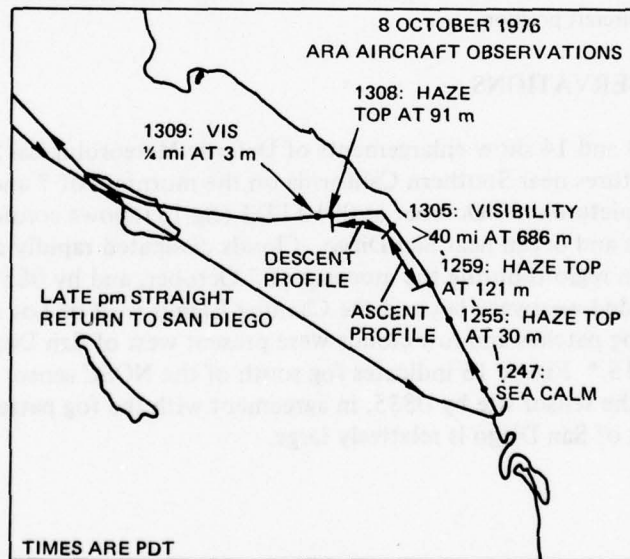 8 OCTOBER 1976
ARA AIRCRAFT OBSERVATIONS
1308: HAZE
TOP AT 91 m
1309: VIS
¼ mi AT 3 m
1305: VISIBILITY
>40 mi AT 686 m
1257: HAZE TOP
AT 121 m
DESCENT
PROFILE
LATE pm STRAIGHT
RETURN TO SAN DIEGO
ASCENT
PROFILE
1255: HAZE TOP
AT 30 m
1247:
SEA CALM
TIMES ARE PDT